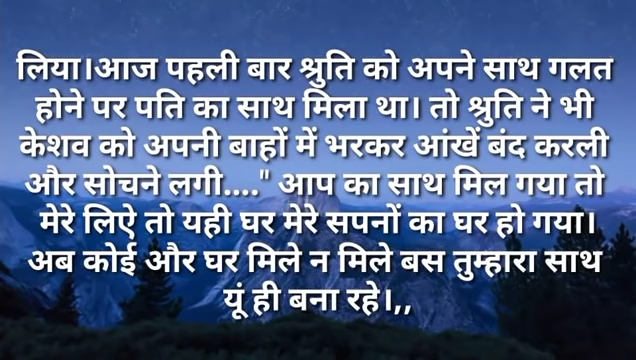 लिया।आज पहली बार श्रुति को अपने साथ गलत
होने पर पति का साथ मिला था। तो श्रुति ने भी
केशव को अपनी बाहों में भरकर आंखें बंद करली
और सोचने लगी...." आप का साथ मिल गया तो
मेरे लिऐ तो यही घर मेरे सपनों का घर हो गया।
अब कोई और घर मिले न मिले बस तुम्हारा साथ
यूं ही बना रहे।,,